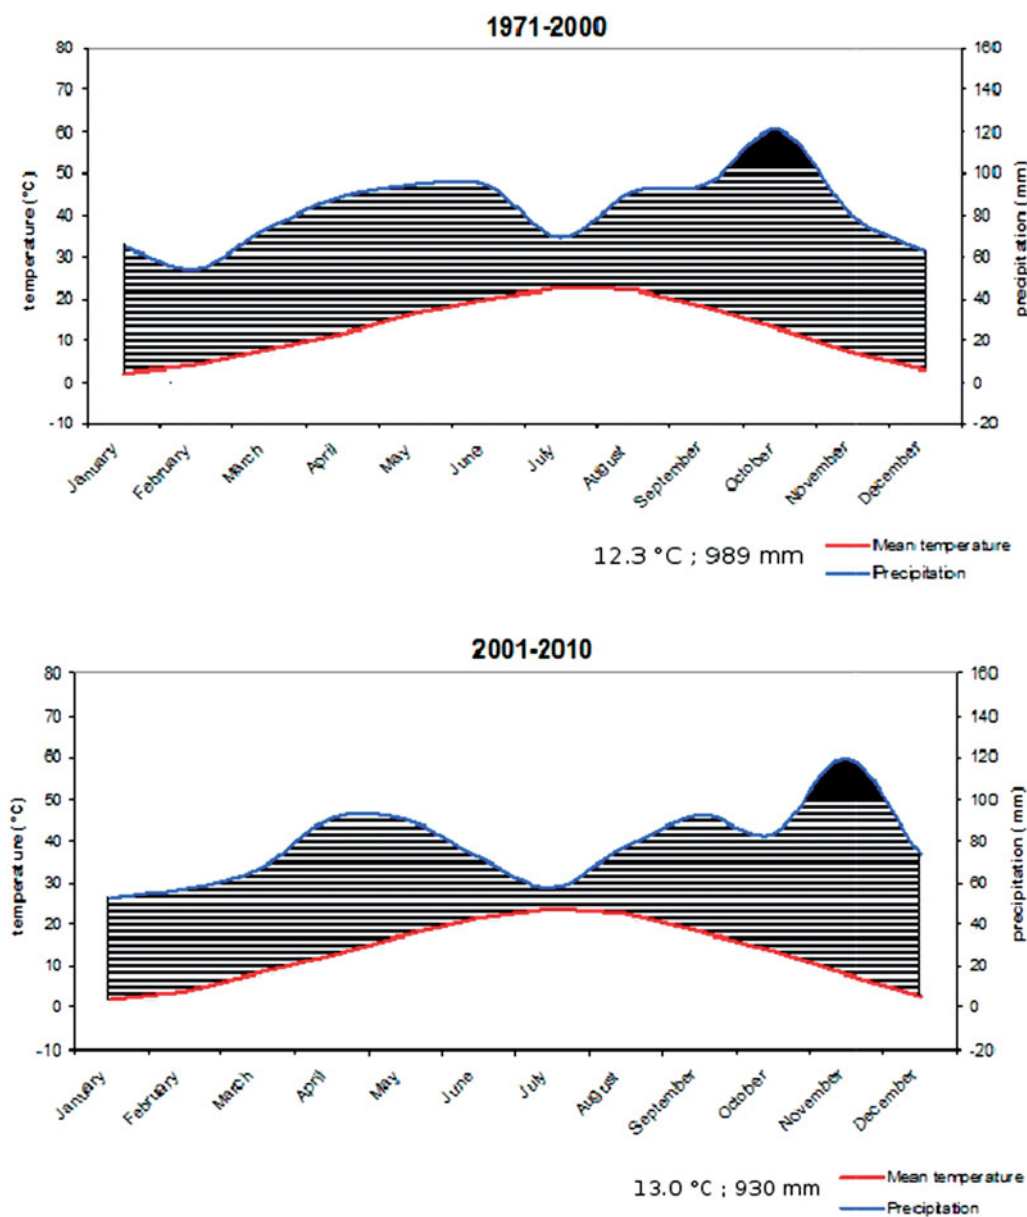 1971-2000
80
70
60
50
40
30
20
10
0
-10
temperature (°C)
160
140
120
100
80
60
40
20
0
-20
precipitation (mm)
January
February
March
April
May
June
July
August
September
October
November
December
12.3 °C ; 989 mm
Mean temperature
Precipitation
2001-2010
80
70
60
50
40
30
20
10
0
-10
temperature (°C)
160
140
120
100
80
60
40
20
0
-20
precipitation (mm)
January
February
March
April
May
June
July
August
September
October
November
December
13.0 °C ; 930 mm
Mean temperature
Precipitation